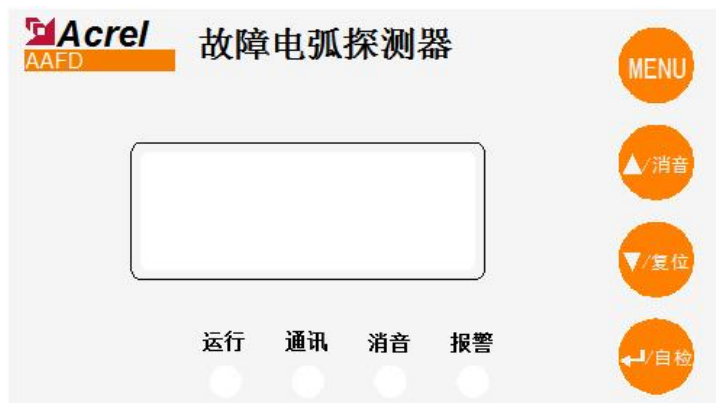 Acrel
AAFD
故障电弧探测器
MENU
▲/消音
▼/复位
↵/自检
运行 通讯 消音 报警